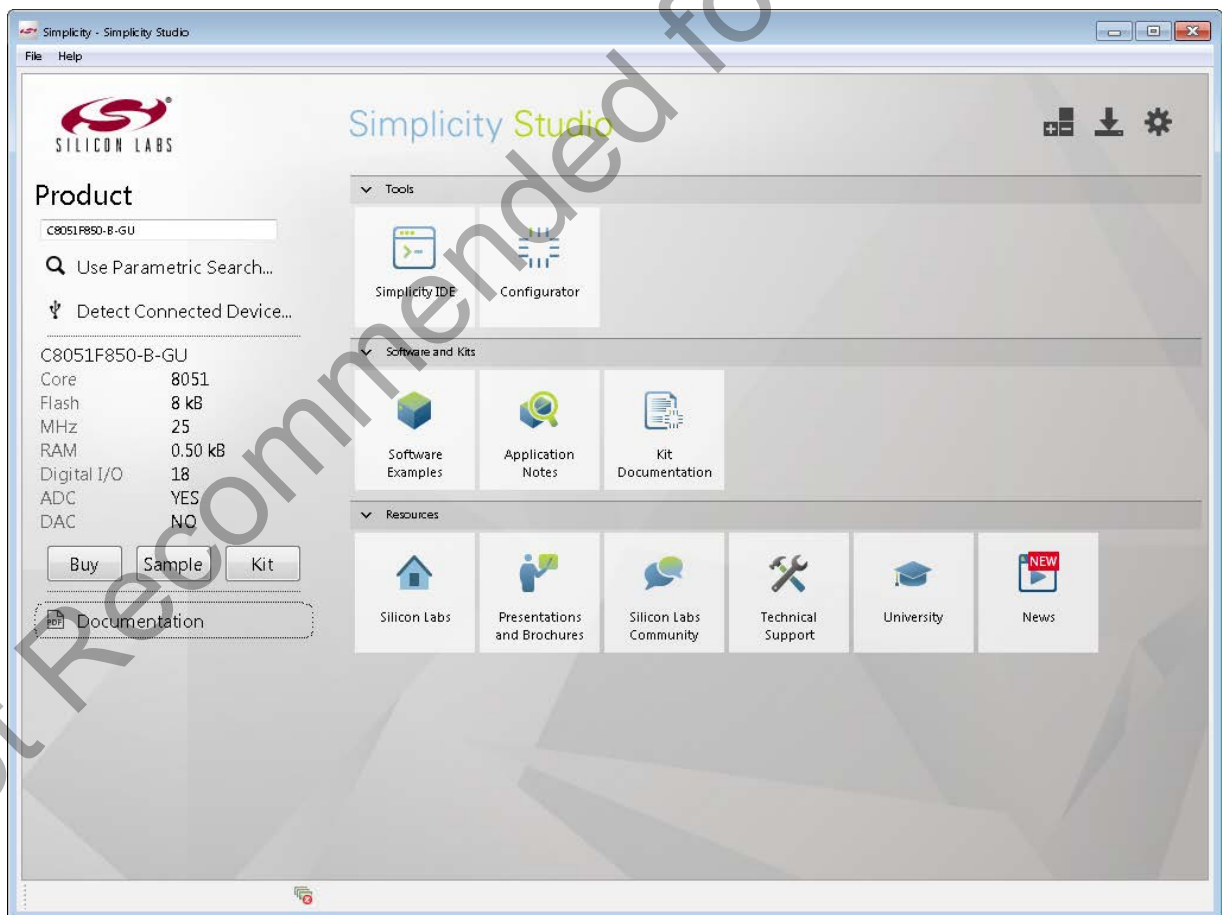 Simplicity - Simplicity Studio
File Help
SILICON LABS
Simplicity Studio
Product
C8051F850-B-GU
Use Parametric Search...
Detect Connected Device...
C8051F850-B-GU
Core 8051
Flash 8 kB
MHz 25
RAM 0.50 kB
Digital I/O 18
ADC YES
DAC NO
Buy Sample Kit
PDF Documentation
Tools
Simplicity IDE
Configurator
Software and Kits
Software
Examples
Application
Notes
Kit
Documentation
Resources
Silicon Labs
Presentations
and Brochures
Silicon Labs
Community
Technical
Support
University
NEW
News
Recommended fo